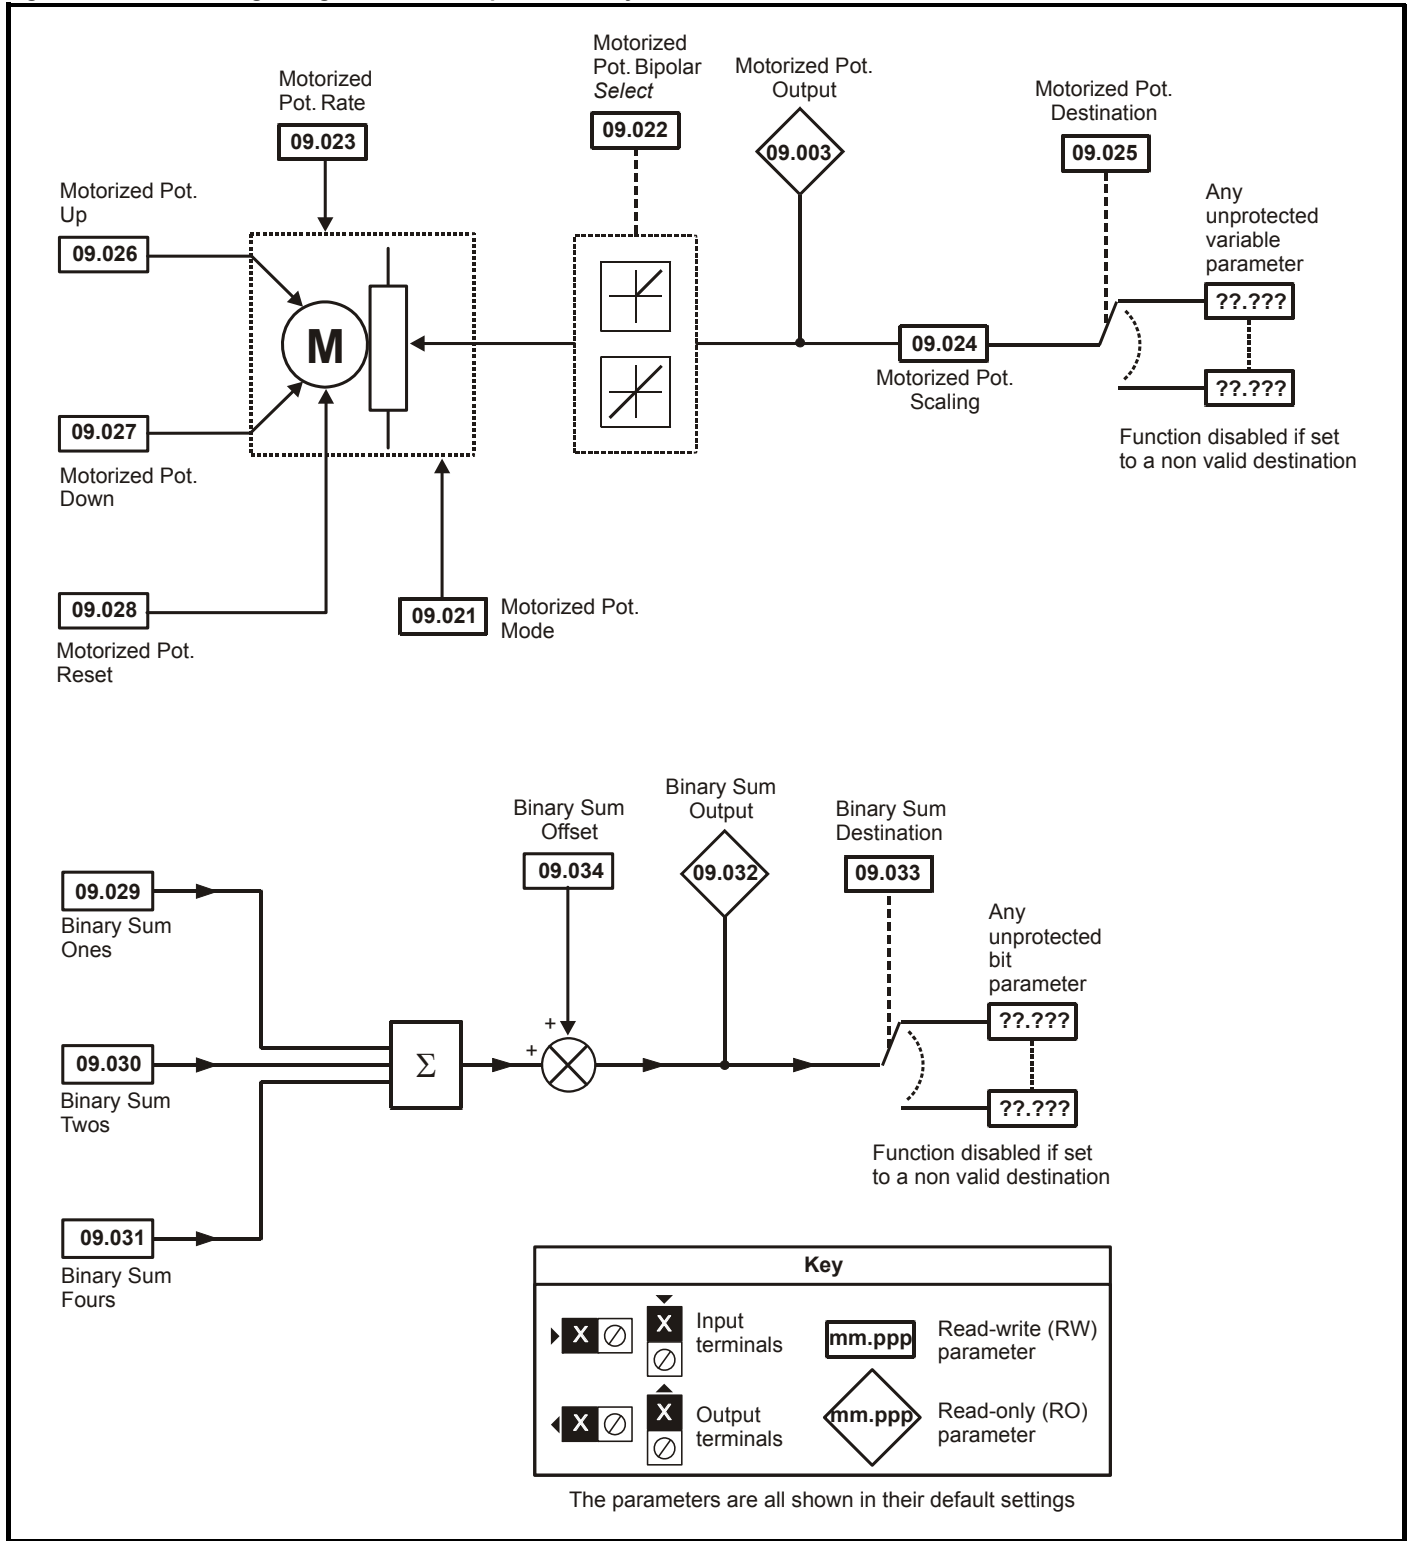 Motorized
Pot. Rate
09.023
Motorized
Pot. Bipolar
Select
09.022
Motorized Pot.
Output
09.003
Motorized Pot.
Destination
09.025
Motorized Pot.
Up
09.026
Any
unprotected
variable
parameter
??.???
M
09.024
Motorized Pot.
Scaling
??.???
09.027
Motorized Pot.
Down
Function disabled if set
to a non valid destination
09.028
Motorized Pot.
Reset
09.021
Motorized Pot.
Mode
Binary Sum
Offset
09.034
Binary Sum
Output
09.032
Binary Sum
Destination
09.033
09.029
Binary Sum
Ones
Any
unprotected
bit
parameter
??.???
09.030
Binary Sum
Twos
Σ
+
+
??.???
Function disabled if set
to a non valid destination
09.031
Binary Sum
Fours
Key
X
X
Input
terminals
mm.ppp
Read-write (RW)
parameter
X
X
Output
terminals
mm.ppp
Read-only (RO)
parameter
The parameters are all shown in their default settings